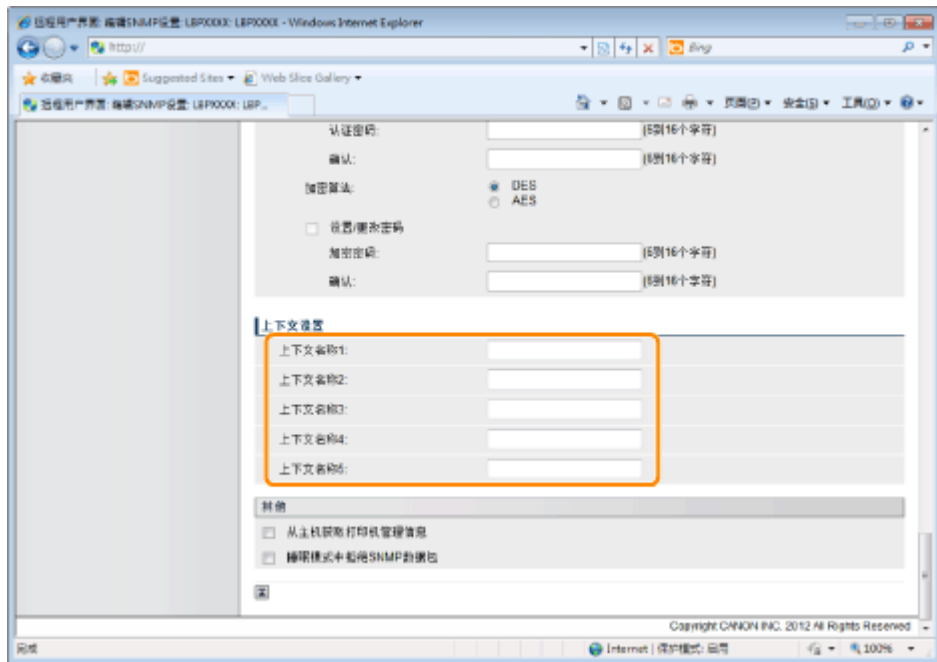 远程用户界面: 编辑SNMP设置: LBPXXXX: LBPXXXX - Windows Internet Explorer
http://
Bing
收藏夹 Suggested Sites Web Slice Gallery
远程用户界面: 编辑SNMP设置: LBPXXXX: LBP... 页面(P) 安全(S) 工具(O)
认证密码: (6到16个字符)
确认: (6到16个字符)
加密算法: DES
AES
设置/更改密码
加密密码: (6到16个字符)
确认: (6到16个字符)
上下文设置
上下文名称1:
上下文名称2:
上下文名称3:
上下文名称4:
上下文名称5:
其他
从主机获取打印机管理信息
睡眠模式中拒绝SNMP数据包
Copyright CANON INC. 2012 All Rights Reserved
完成 Internet | 保护模式: 启用 100%